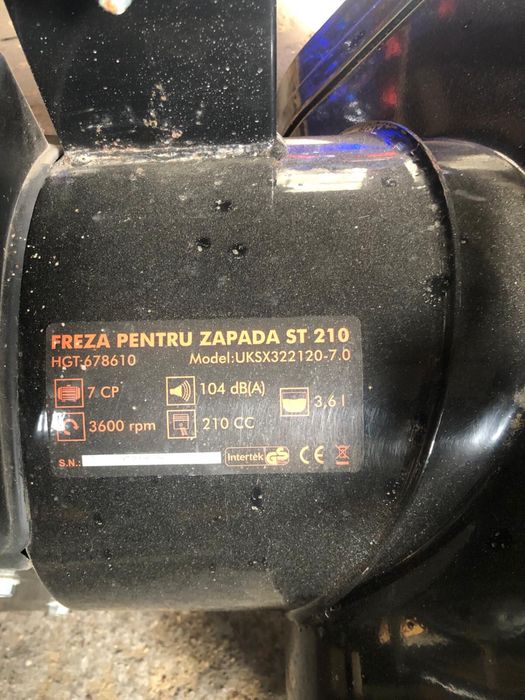 FREZA PENTRU ZAPADA ST 210
HGT-678610 Model:UKSX322120-7.0
7 CP 104 dB(A) 3,6 l
3600 rpm 210 CC
S.N.: Intertek GS CE